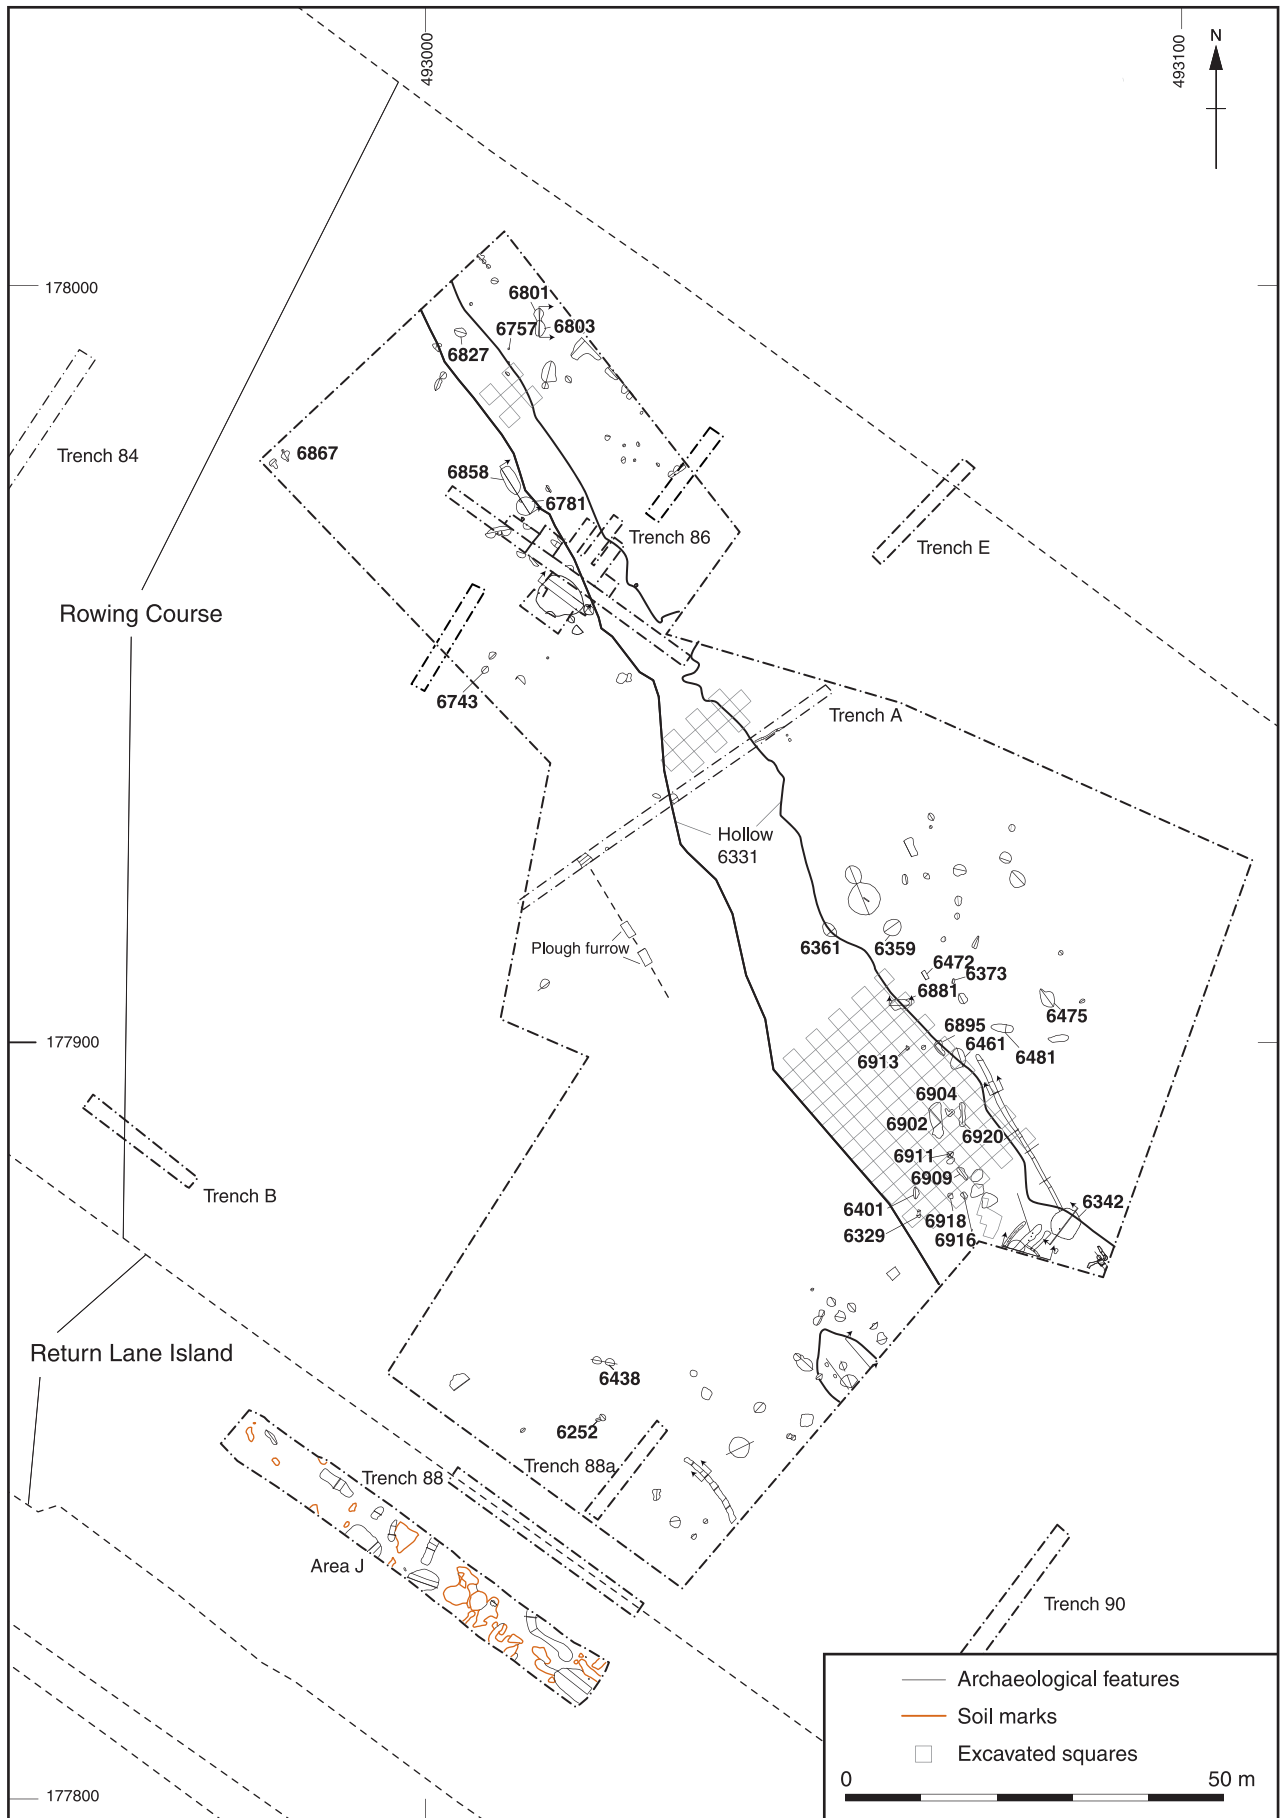 493000
493100
N
178000
6801
6757
6803
6827
Trench 84
6867
6858
6781
Trench 86
Trench E
Rowing Course
6743
Trench A
Hollow
6331
6361
6359
Plough furrow
6472
6373
6881
6475
177900
6895
6461
6481
6913
6904
6902
6920
6911
6909
Trench B
6401
6342
6329
6918
6916
Return Lane Island
6438
6252
Trench 88
Trench 88a
Area J
Trench 90
Archaeological features
Soil marks
Excavated squares
0
50 m
177800